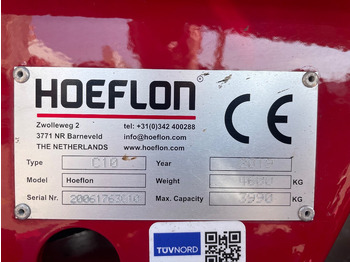 HOEFLON
CE
Zwolleweg 2
3771 NR Barneveld
THE NETHERLANDS
tel: +31(0)342 400288
info@hoeflon.com
www.hoeflon.com
Type C10 Year
Model Hoeflon Weight KG
Serial Nr. Max. Capacity 3990 KG
TÜVNORD